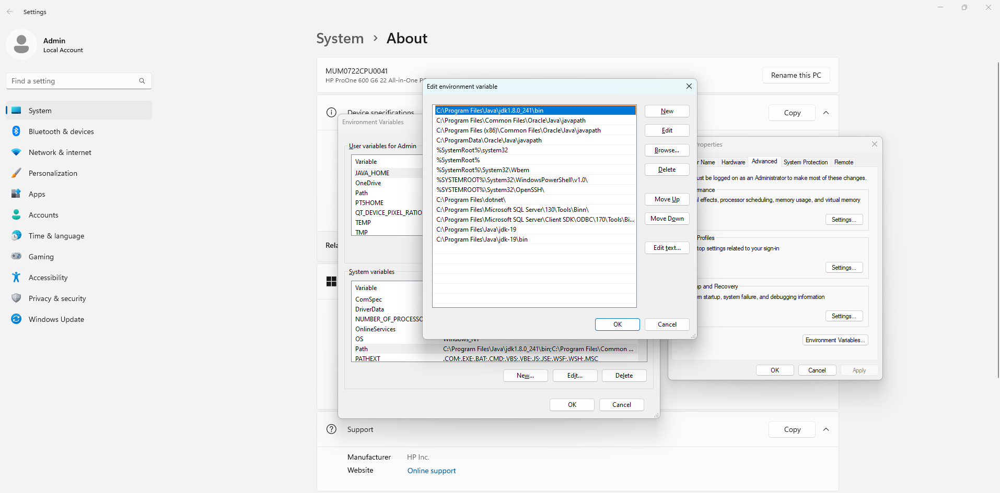 Settings
Admin
Local Account
Find a setting
System
Bluetooth & devices
Network & internet
Personalization
Apps
Accounts
Time & language
Gaming
Accessibility
Privacy & security
Windows Update
System > About
MUM0722CPU0041
HP ProOne 600 G6 22 All-in-One
Rename this PC
Device specifications
Copy
Environment Variables
User variables for Admin
Variable
JAVA_HOME
OneDrive
Path
PT5HOME
QT_DEVICE_PIXEL_RATIO
TEMP
TMP
System variables
Variable
ComSpec
DriverData
NUMBER_OF_PROCESSO
OnlineServices
OS Windows_NT
Path C:\Program Files\Java\jdk1.8.0_241\bin;C:\Program Files\Common ...
PATHEXT .COM;.EXE;.BAT;.CMD;.VBS;.VBE;.JS;.JSE;.WSF;.WSH;.MSC
New... Edit... Delete
OK Cancel
Edit environment variable
C:\Program Files\Java\jdk1.8.0_241\bin
C:\Program Files\Common Files\Oracle\Java\javapath
C:\Program Files (x86)\Common Files\Oracle\Java\javapath
C:\ProgramData\Oracle\Java\javapath
%SystemRoot%\system32
%SystemRoot%
%SystemRoot%\System32\Wbem
%SYSTEMROOT%\System32\WindowsPowerShell\v1.0\
%SYSTEMROOT%\System32\OpenSSH\
C:\Program Files\dotnet\
C:\Program Files\Microsoft SQL Server\130\Tools\Binn\
C:\Program Files\Microsoft SQL Server\Client SDK\ODBC\170\Tools\Bi...
C:\Program Files\Java\jdk-19
C:\Program Files\Java\jdk-19\bin
New
Edit
Browse...
Delete
Move Up
Move Down
Edit text...
OK Cancel
roperties
r Name Hardware Advanced System Protection Remote
ust be logged on as an Administrator to make most of these changes.
mance
l effects, processor scheduling, memory usage, and virtual memory
Settings...
Profiles
top settings related to your sign-in
Settings...
up and Recovery
m startup, system failure, and debugging information
Settings...
Environment Variables...
OK Cancel Apply
Rela
Support
Copy
Manufacturer HP Inc.
Website Online support